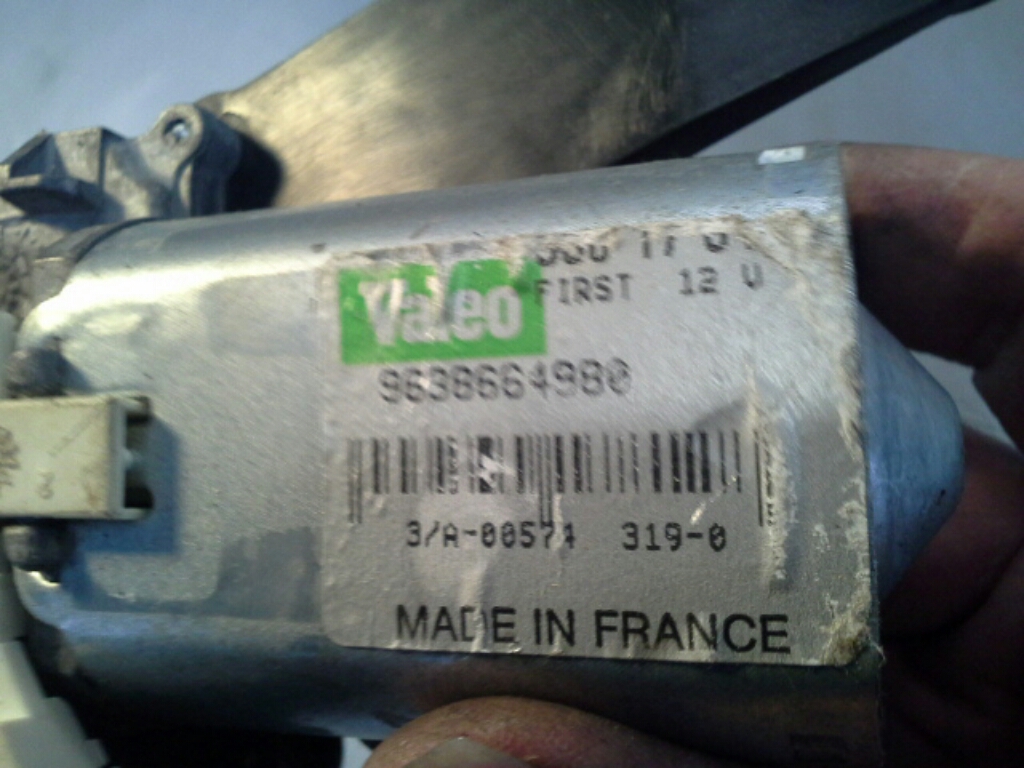 Valeo
FIRST 12 V
9638664980
3/A-00574 319-0
MADE IN FRANCE